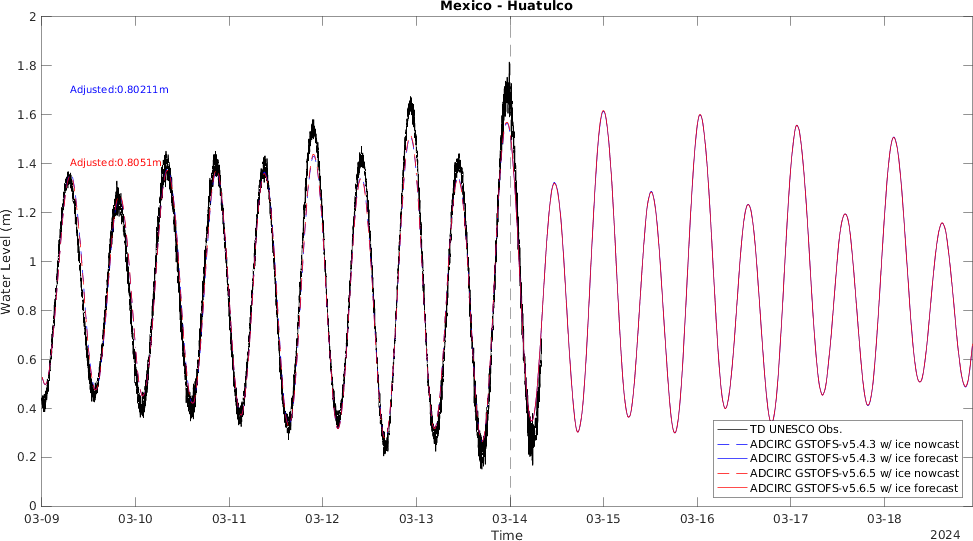 Mexico - Huatulco
2
1.8
1.6
1.4
1.2
1
0.8
0.6
0.4
0.2
0
Water Level (m)
Adjusted:0.80211m
Adjusted:0.8051m
TD UNESCO Obs.
ADCIRC GSTOFS-v5.4.3 w/ ice nowcast
ADCIRC GSTOFS-v5.4.3 w/ ice forecast
ADCIRC GSTOFS-v5.6.5 w/ ice nowcast
ADCIRC GSTOFS-v5.6.5 w/ ice forecast
03-09 03-10 03-11 03-12 03-13 03-14 03-15 03-16 03-17 03-18
Time
2024